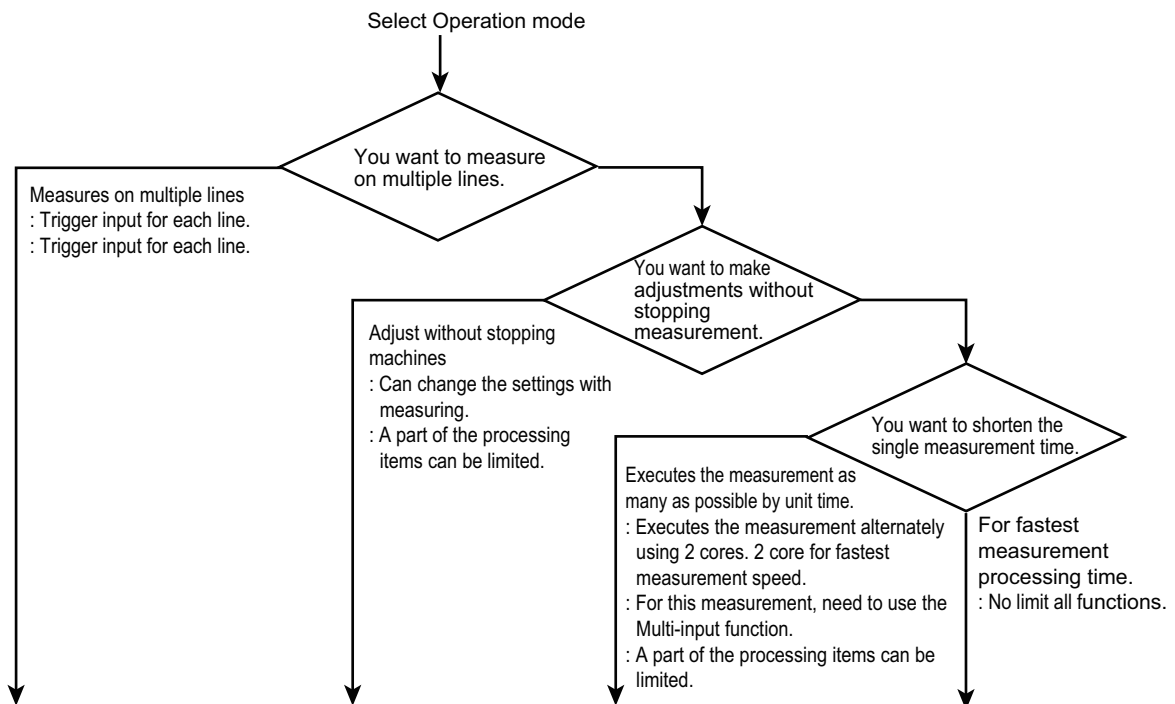 Select Operation mode
You want to measure
on multiple lines.
Measures on multiple lines
: Trigger input for each line.
: Trigger input for each line.
You want to make
adjustments without
stopping
measurement.
Adjust without stopping
machines
: Can change the settings with
measuring.
: A part of the processing
items can be limited.
You want to shorten the
single measurement time.
Executes the measurement as
many as possible by unit time.
: Executes the measurement alternately
using 2 cores. 2 core for fastest
measurement speed.
: For this measurement, need to use the
Multi-input function.
: A part of the processing items can be
limited.
For fastest
measurement
processing time.
: No limit all functions.